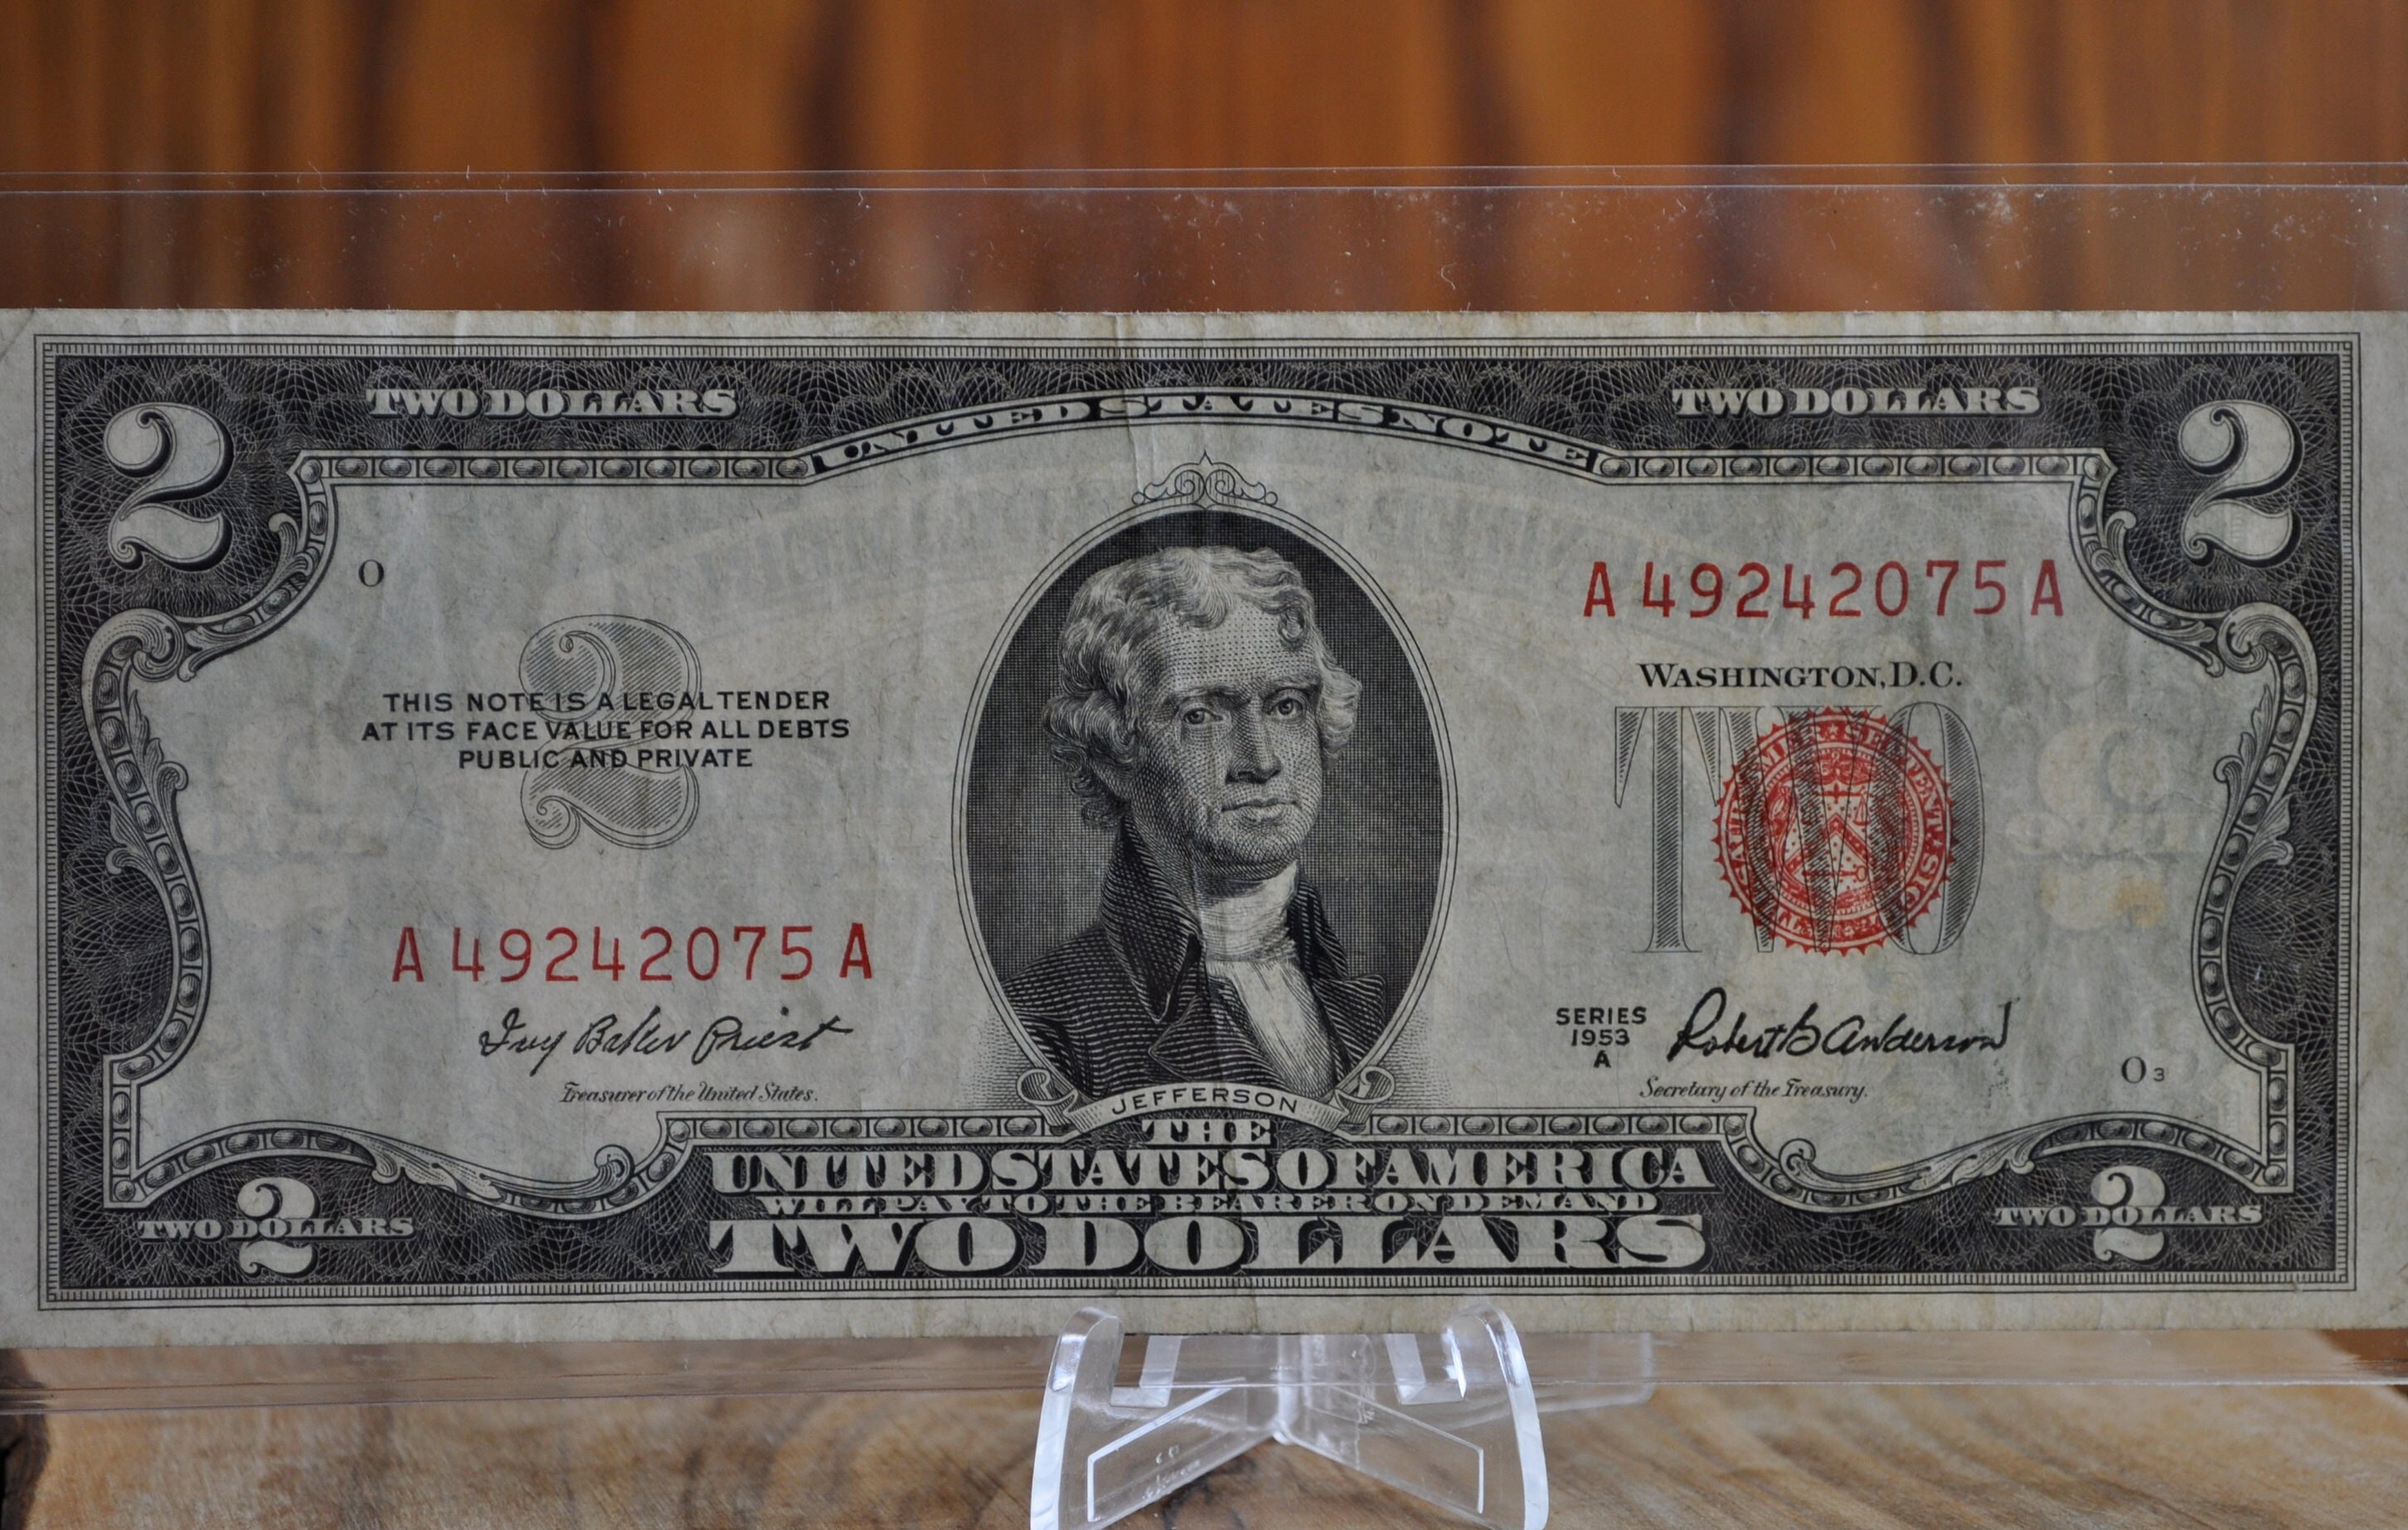 TWO DOLLARS
TWO DOLLARS
2
UNITED STATES NOTE
2
O
A 49242075 A
WASHINGTON, D.C.
2
TWO
THIS NOTE IS A LEGAL TENDER
AT ITS FACE VALUE FOR ALL DEBTS
PUBLIC AND PRIVATE
A 49242075 A
Ivy Baker Priest
Treasurer of the United States.
SERIES
1953
A
Robert B Anderson
Secretary of the Treasury.
O 3
JEFFERSON
THE
UNITED STATES OF AMERICA
WILL PAY TO THE BEARER ON DEMAND
TWO DOLLARS
2
TWO DOLLARS
2
TWO DOLLARS